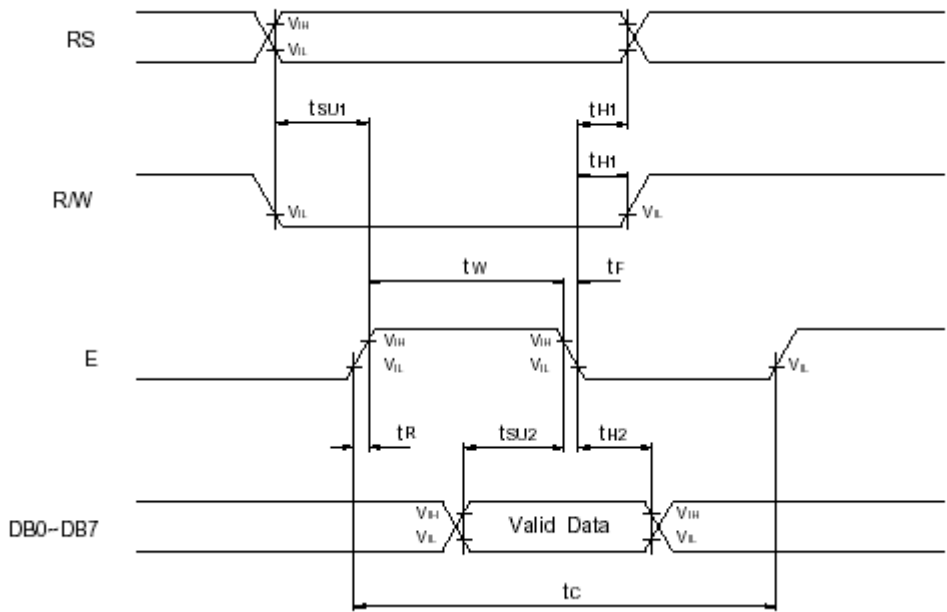 RS
VIH
VIL
tSU1
tH1
tH1
R/W
VIL
VIL
tW
tF
E
VIH
VIL
VIH
VIL
VIL
tR
tSU2
tH2
DB0~DB7
VIH
VIL
Valid Data
VIH
VIL
tC